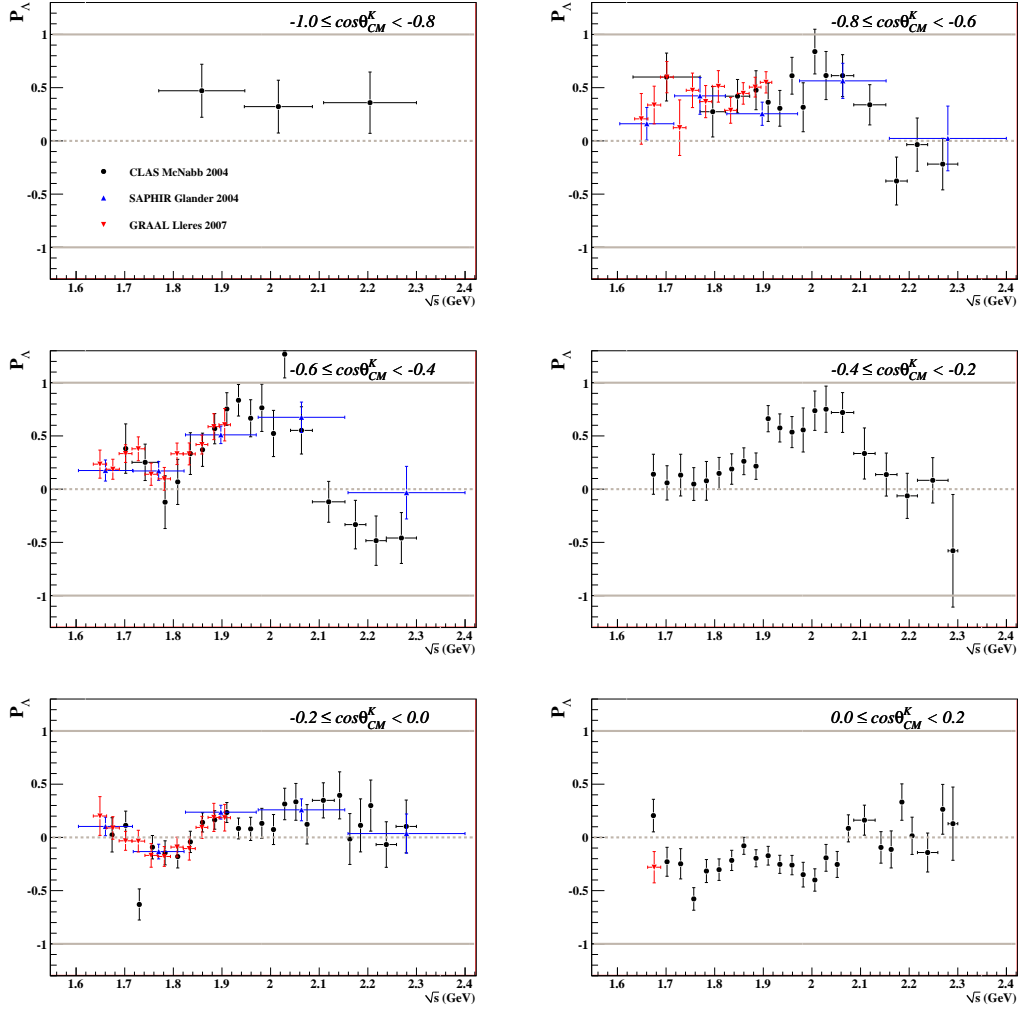 P_Λ
-1.0 ≤ cosθ^K_CM < -0.8
1
0.5
0
-0.5
-1
CLAS McNabb 2004
SAPHIR Glander 2004
GRAAL Lleres 2007
1.6 1.7 1.8 1.9 2 2.1 2.2 2.3 2.4
√s (GeV)
P_Λ
-0.8 ≤ cosθ^K_CM < -0.6
1
0.5
0
-0.5
-1
1.6 1.7 1.8 1.9 2 2.1 2.2 2.3 2.4
√s (GeV)
P_Λ
-0.6 ≤ cosθ^K_CM < -0.4
1
0.5
0
-0.5
-1
1.6 1.7 1.8 1.9 2 2.1 2.2 2.3 2.4
√s (GeV)
P_Λ
-0.4 ≤ cosθ^K_CM < -0.2
1
0.5
0
-0.5
-1
1.6 1.7 1.8 1.9 2 2.1 2.2 2.3 2.4
√s (GeV)
P_Λ
-0.2 ≤ cosθ^K_CM < 0.0
1
0.5
0
-0.5
-1
1.6 1.7 1.8 1.9 2 2.1 2.2 2.3 2.4
√s (GeV)
P_Λ
0.0 ≤ cosθ^K_CM < 0.2
1
0.5
0
-0.5
-1
1.6 1.7 1.8 1.9 2 2.1 2.2 2.3 2.4
√s (GeV)